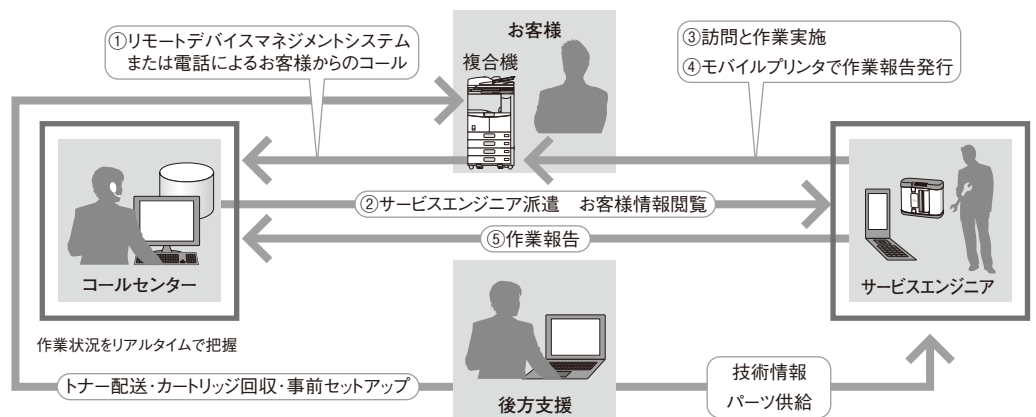 お客様
複合機
①リモートデバイスマネジメントシステム
または電話によるお客様からのコール
③訪問と作業実施
④モバイルプリンタで作業報告発行
②サービスエンジニア派遣　お客様情報閲覧
⑤作業報告
コールセンター
サービスエンジニア
作業状況をリアルタイムで把握
トナー配送・カートリッジ回収・事前セットアップ
後方支援
技術情報
パーツ供給